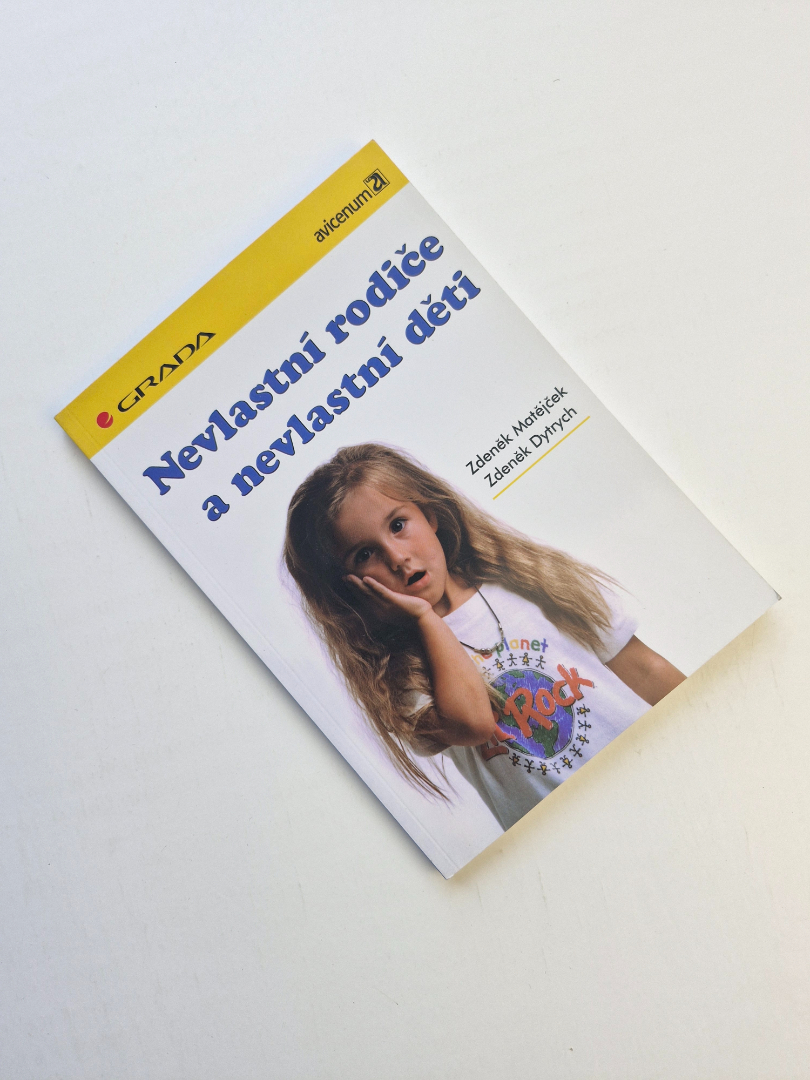 GRADA
avicenum
Nevlastní rodiče
a nevlastní děti
Zdeněk Matějček
Zdeněk Dytrych
planet
Rock